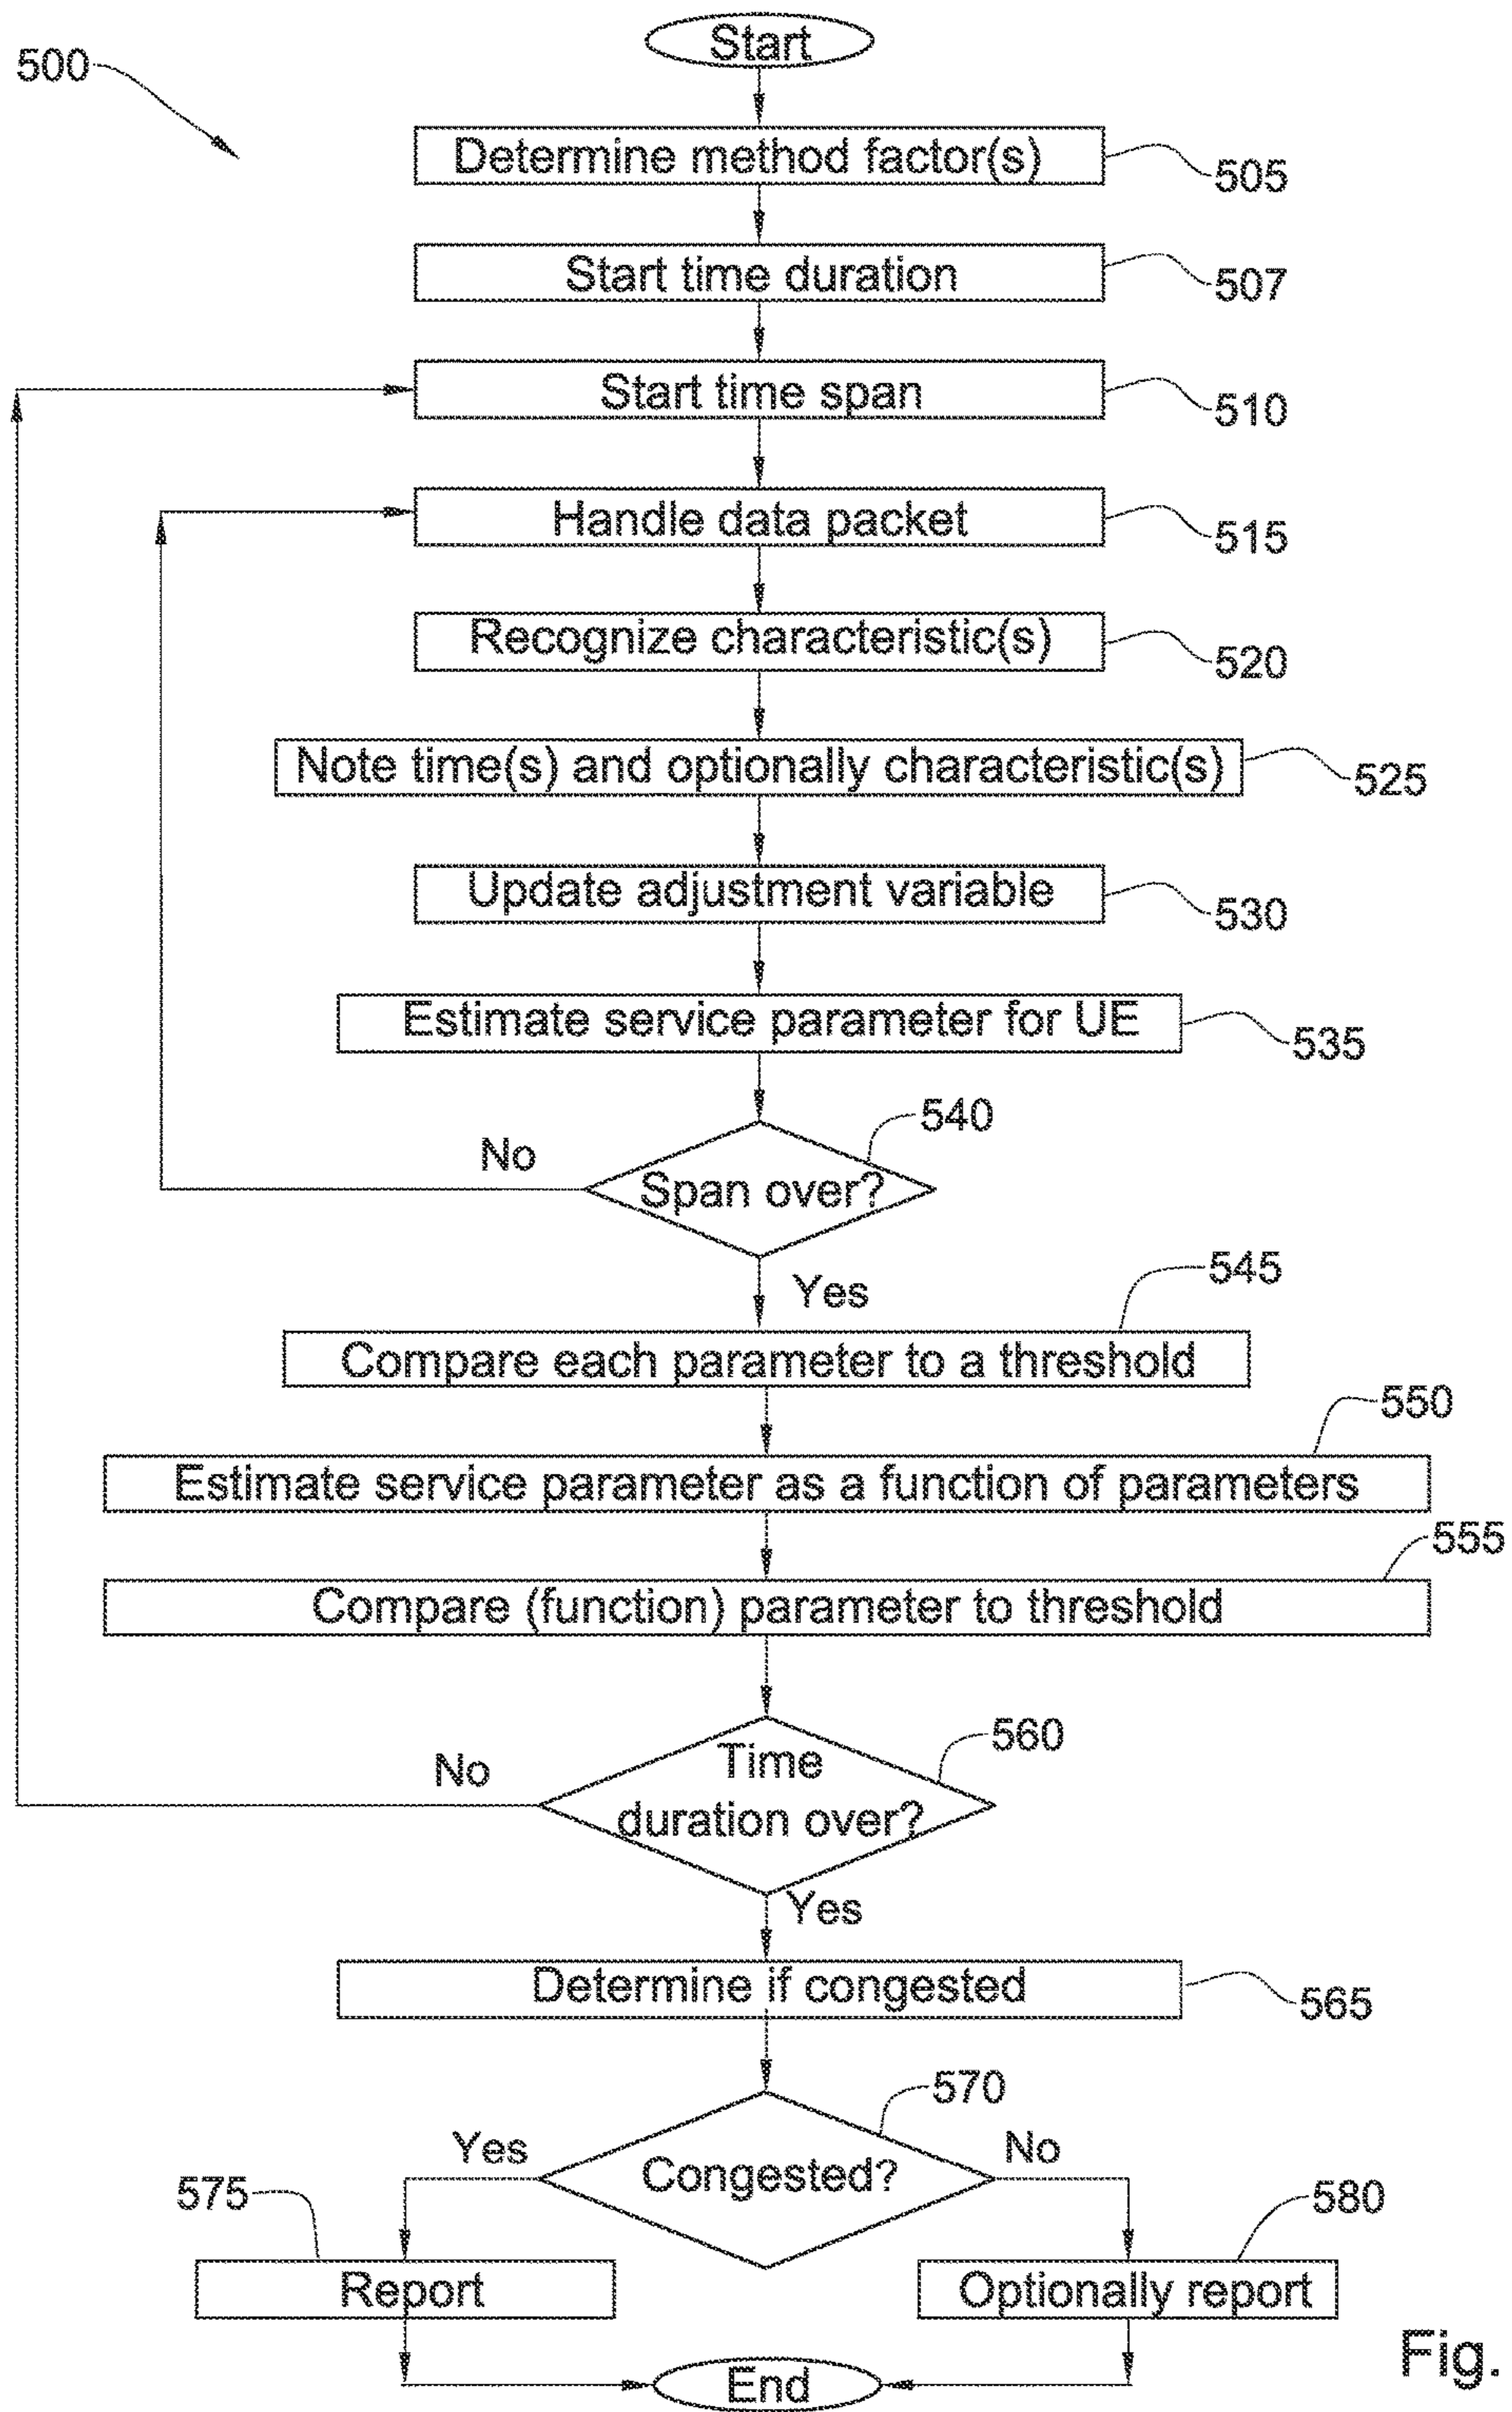 Start
500
Determine method factor(s)
505
Start time duration
507
Start time span
510
Handle data packet
515
Recognize characteristic(s)
520
Note time(s) and optionally characteristic(s)
525
Update adjustment variable
530
Estimate service parameter for UE
535
540
No
Span over?
Yes
545
Compare each parameter to a threshold
550
Estimate service parameter as a function of parameters
555
Compare (function) parameter to threshold
560
No
Time
duration over?
Yes
Determine if congested
565
570
Yes
No
Congested?
575
580
Report
Optionally report
End
Fig.